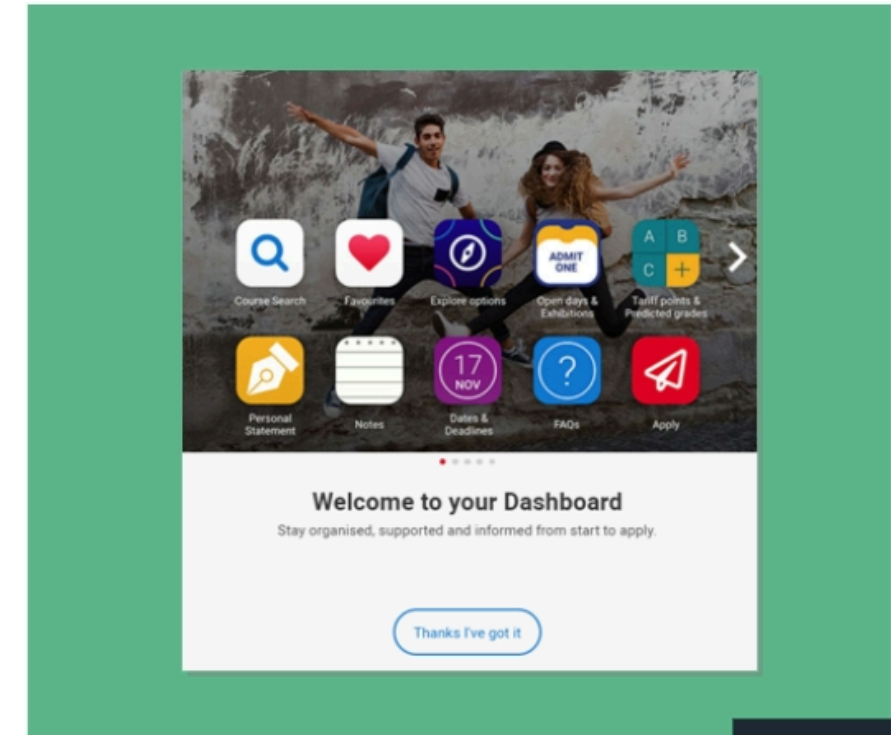 ADMIT
ONE
A B
C +
Course Search Favourites Explore options Open days &
Exhibitions Tariff points &
Predicted grades
17
NOV
?
Personal
Statement Notes Dates &
Deadlines FAQs Apply
Welcome to your Dashboard
Stay organised, supported and informed from start to apply.
Thanks I've got it